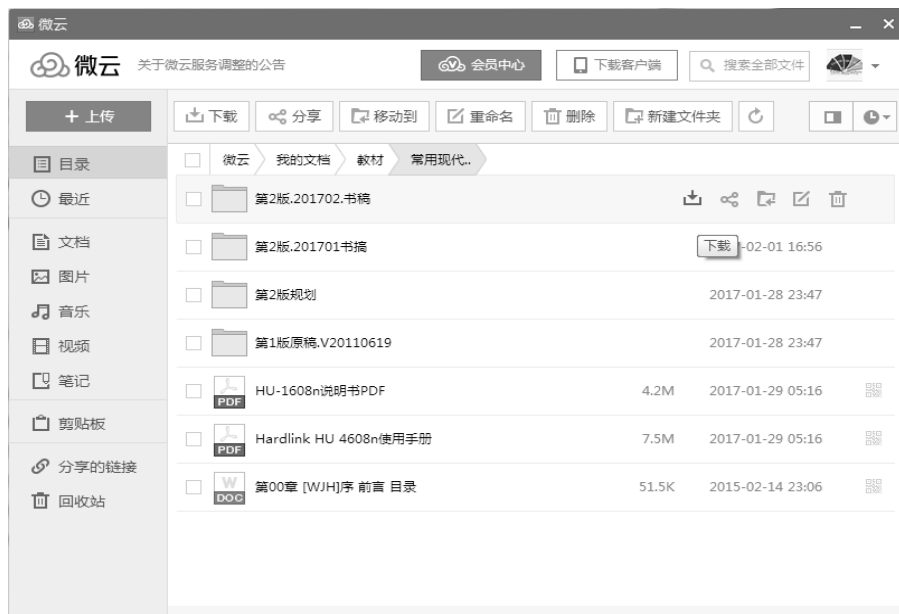 微云
微云 关于微云服务调整的公告 会员中心 下载客户端 搜索全部文件
上传 下载 分享 移动到 重命名 删除 新建文件夹
目录
最近
文档
图片
音乐
视频
笔记
剪贴板
分享的链接
回收站
微云 我的文档 教材 常用现代..
第2版.201702.书稿
第2版.201701书搞 下载 -02-01 16:56
第2版规划 2017-01-28 23:47
第1版原稿.V20110619 2017-01-28 23:47
PDF HU-1608n说明书PDF 4.2M 2017-01-29 05:16
PDF Hardlink HU 4608n使用手册 7.5M 2017-01-29 05:16
W DOC 第00章 [WJH]序 前言 目录 51.5K 2015-02-14 23:06